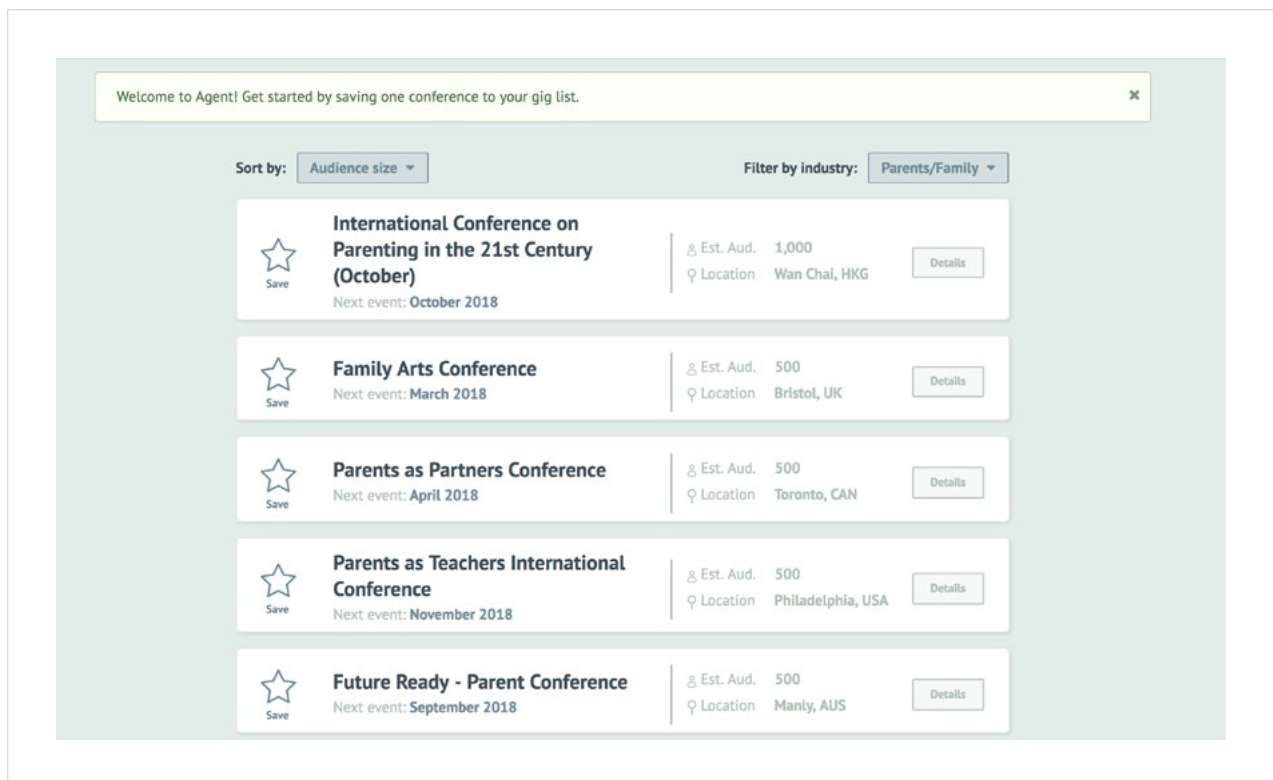 Welcome to Agent! Get started by saving one conference to your gig list. ×
Sort by: Audience size Filter by industry: Parents/Family
International Conference on
Parenting in the 21st Century
(October)
Next event: October 2018
Save
Est. Aud. 1,000
Location Wan Chai, HKG
Details
Family Arts Conference
Next event: March 2018
Save
Est. Aud. 500
Location Bristol, UK
Details
Parents as Partners Conference
Next event: April 2018
Save
Est. Aud. 500
Location Toronto, CAN
Details
Parents as Teachers International
Conference
Next event: November 2018
Save
Est. Aud. 500
Location Philadelphia, USA
Details
Future Ready - Parent Conference
Next event: September 2018
Save
Est. Aud. 500
Location Manly, AUS
Details